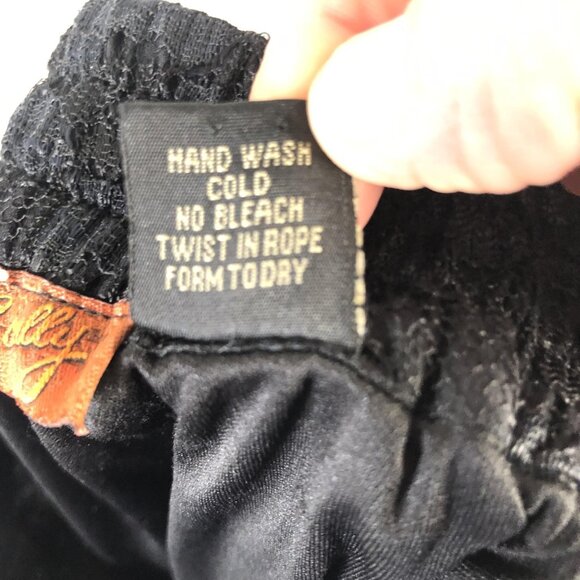 HAND WASH
COLD
NO BLEACH
TWIST IN ROPE
FORM TO DRY